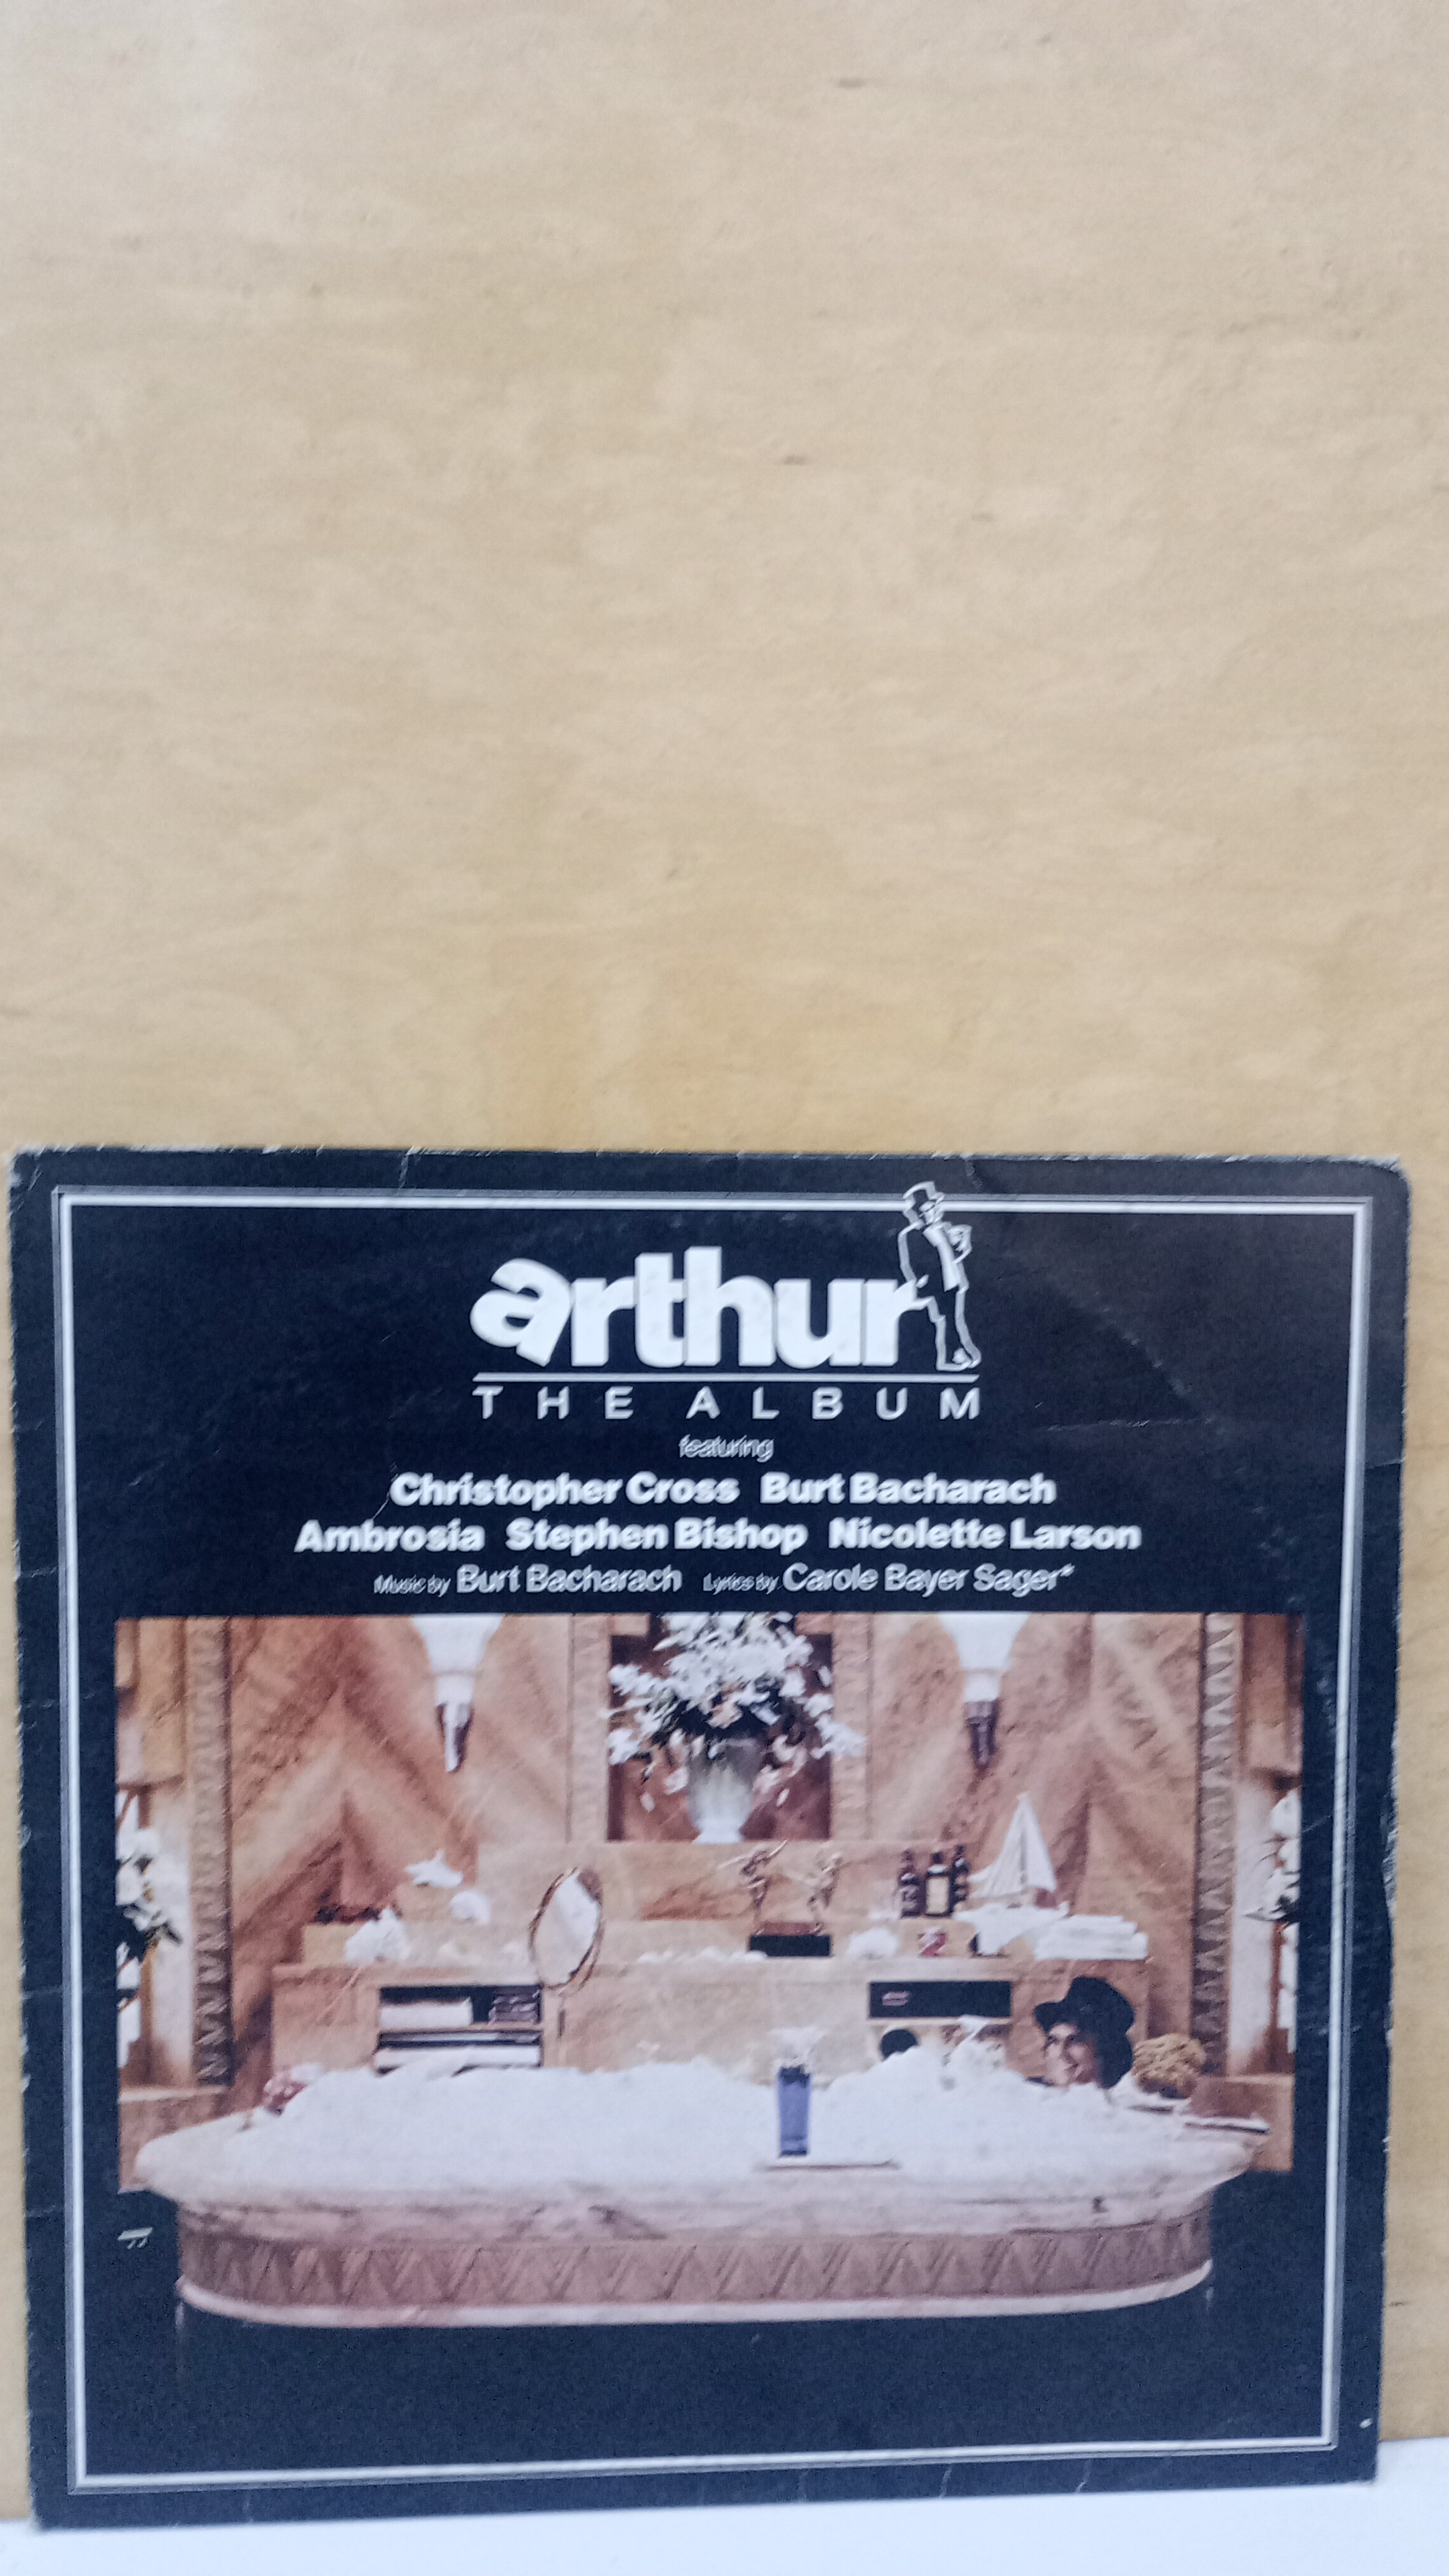 arthur
THE ALBUM
featuring
Christopher Cross Burt Bacharach
Ambrosia Stephen Bishop Nicolette Larson
Music by Burt Bacharach Lyrics by Carole Bayer Sager*